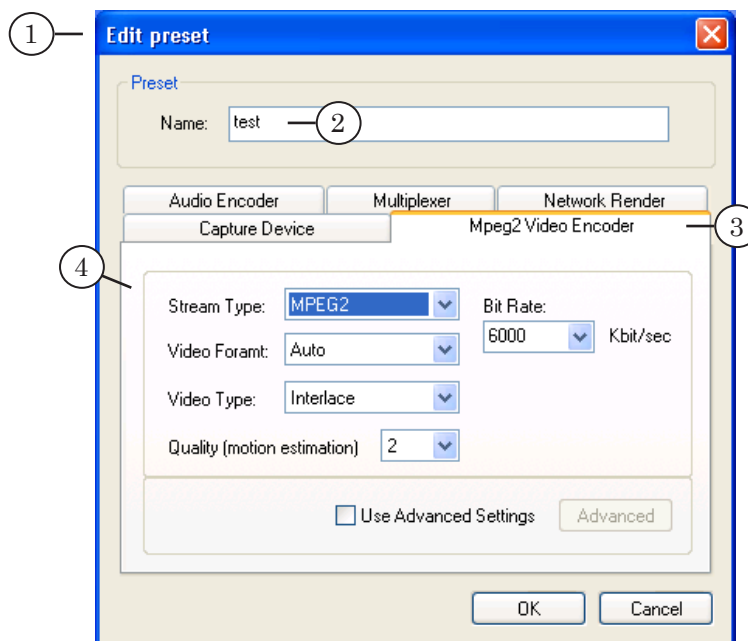 1
Edit preset
Preset
Name: test 2
Audio Encoder Multiplexer Network Render
Capture Device Mpeg2 Video Encoder 3
4
Stream Type: MPEG2 Bit Rate:
6000 Kbit/sec
Video Foramt: Auto
Video Type: Interlace
Quality (motion estimation) 2
Use Advanced Settings Advanced
OK Cancel